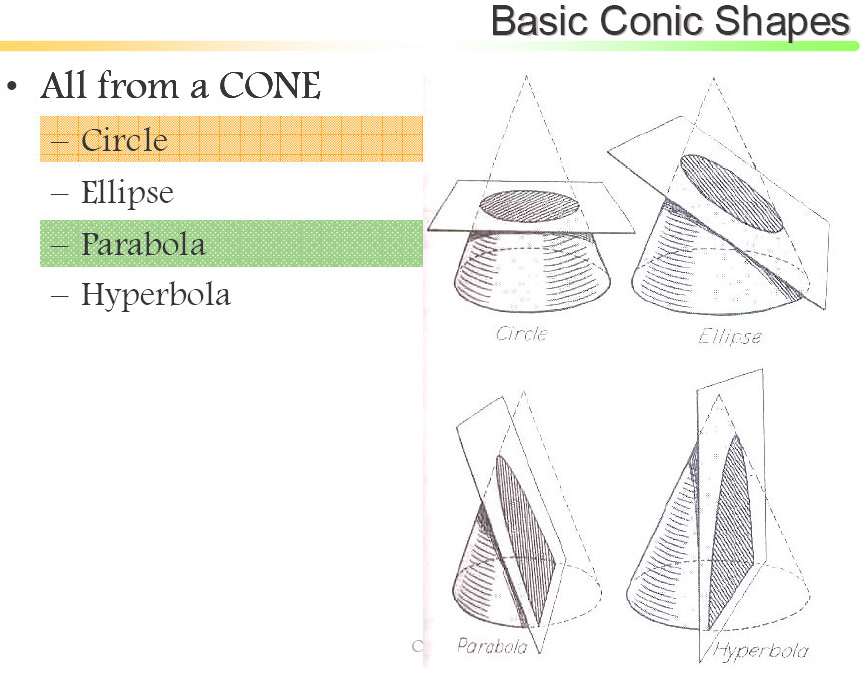 Basic Conic Shapes
• All from a CONE
– Circle
– Ellipse
– Parabola
– Hyperbola
Circle
Ellipse
Parabola
Hyperbola